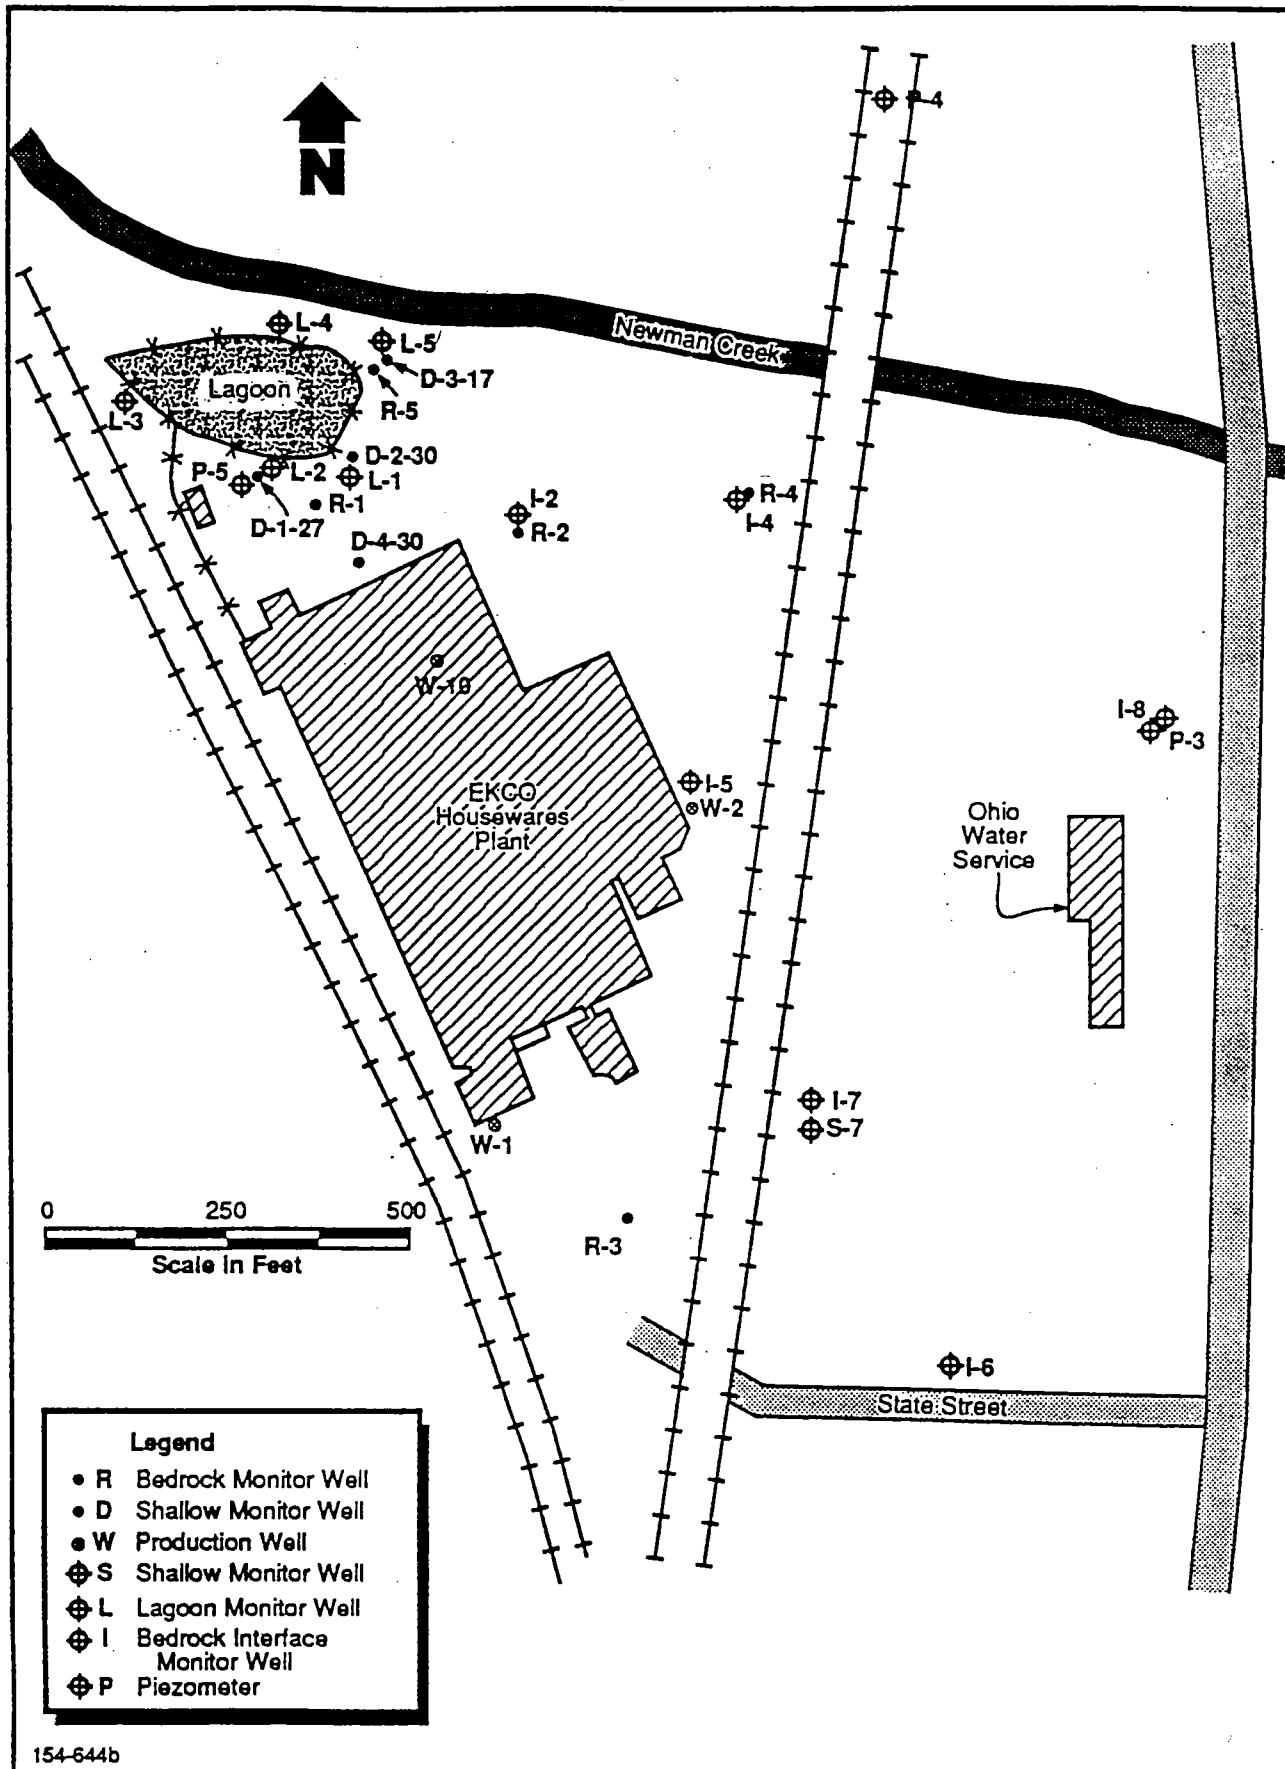 P-4
N
Newman Creek
L-4
L-5
D-3-17
Lagoon
R-5
L-3
D-2-30
P-5
L-2
L-1
R-1
D-1-27
I-2
R-2
R-4
I-4
D-4-30
W-10
I-8
P-3
I-5
W-2
EKCO
Housewares
Plant
Ohio
Water
Service
I-7
S-7
W-1
0 250 500
Scale In Feet
R-3
I-6
State Street
Legend
R Bedrock Monitor Well
D Shallow Monitor Well
W Production Well
S Shallow Monitor Well
L Lagoon Monitor Well
I Bedrock Interface
Monitor Well
P Piezometer
154-644b